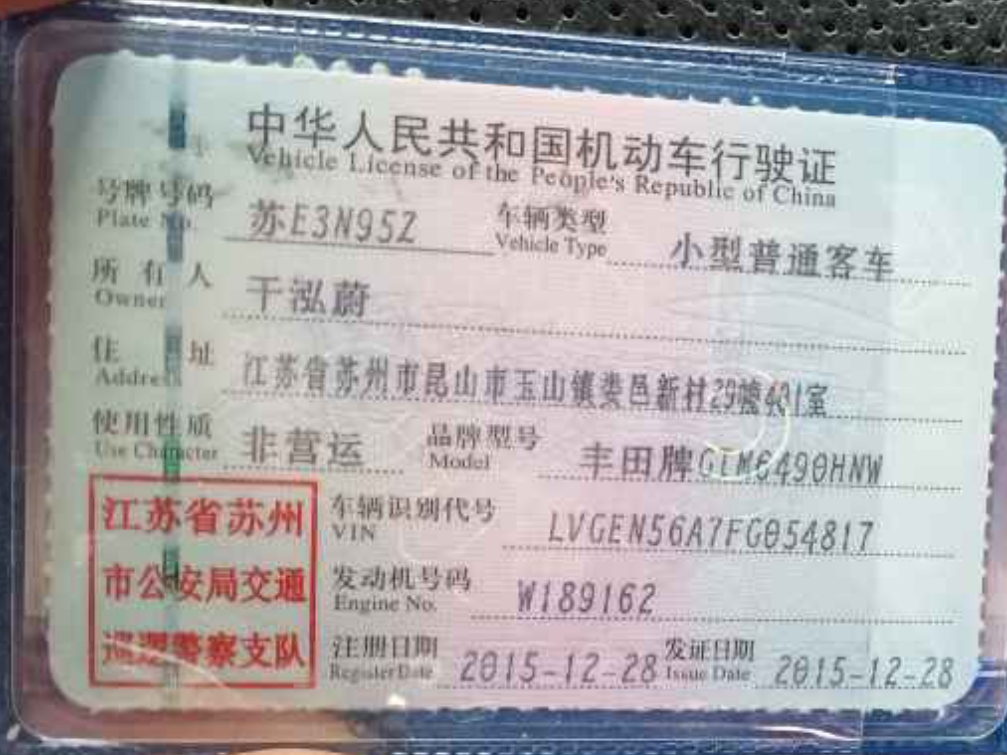 中华人民共和国机动车行驶证
Vehicle License of the People's Republic of China
号牌号码 苏E3N95Z 车辆类型 小型普通客车
Plate No. Vehicle Type
所有人 干泓蔚
Owner
住址 江苏省苏州市昆山市玉山镇娄邑新村29號401室
Address
使用性质 非营运 品牌型号 丰田牌GTM6490HNW
Use Character Model
江苏省苏州 车辆识别代号 LVGEN56A7FG054817
VIN
市公安局交通 发动机号码 W189162
Engine No.
巡逻警察支队 注册日期 2015-12-28 发证日期 2015-12-28
Register Date Issue Date